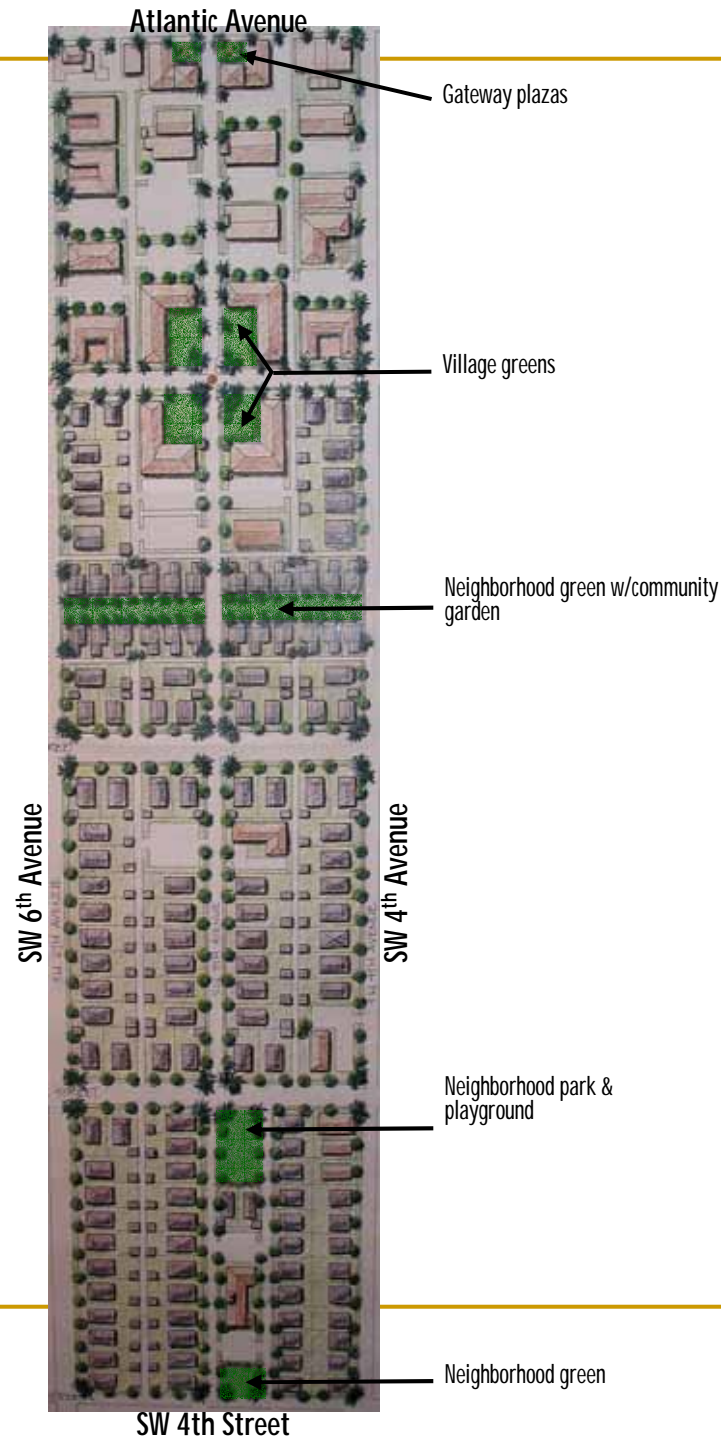 Atlantic Avenue
Gateway plazas
Village greens
Neighborhood green w/community
garden
SW 6th Avenue
SW 4th Avenue
Neighborhood park &
playground
Neighborhood green
SW 4th Street